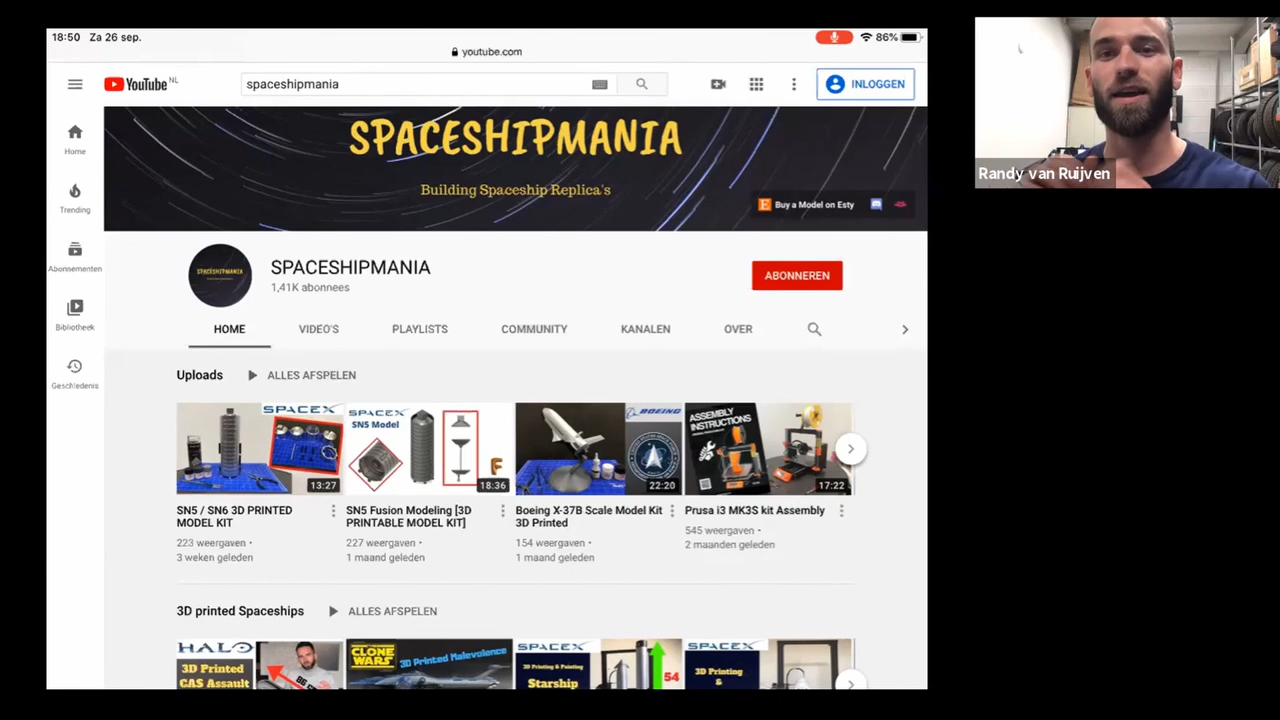 18:50 Za 26 sep.
86%
youtube.com
YouTube NL
spaceshipmania
INLOGGEN
Home
Trending
Abonnementen
Bibliotheek
Geschiedenis
SPACESHIPMANIA
Building Spaceship Replica's
Buy a Model on Esty
SPACESHIPMANIA
SPACESHIPMANIA
1,41K abonnees
ABONNEREN
HOME VIDEO'S PLAYLISTS COMMUNITY KANALEN OVER
Uploads ALLES AFSPELEN
SPACEX
13:27
SN5 / SN6 3D PRINTED
MODEL KIT
223 weergaven •
3 weken geleden
SPACEX
SN5 Model
F
18:36
SN5 Fusion Modeling [3D
PRINTABLE MODEL KIT]
227 weergaven •
1 maand geleden
BOEING
22:20
Boeing X-37B Scale Model Kit
3D Printed
154 weergaven •
1 maand geleden
ASSEMBLY
INSTRUCTIONS
17:22
Prusa i3 MK3S kit Assembly
545 weergaven •
2 maanden geleden
3D printed Spaceships ALLES AFSPELEN
HALO
3D Printed
CAS Assault
CLONE
WARS
3D Printed Malevolence
SPACEX
3D Printing & Painting
Starship
54
SPACEX
3D Printing
&
Randy van Ruijven